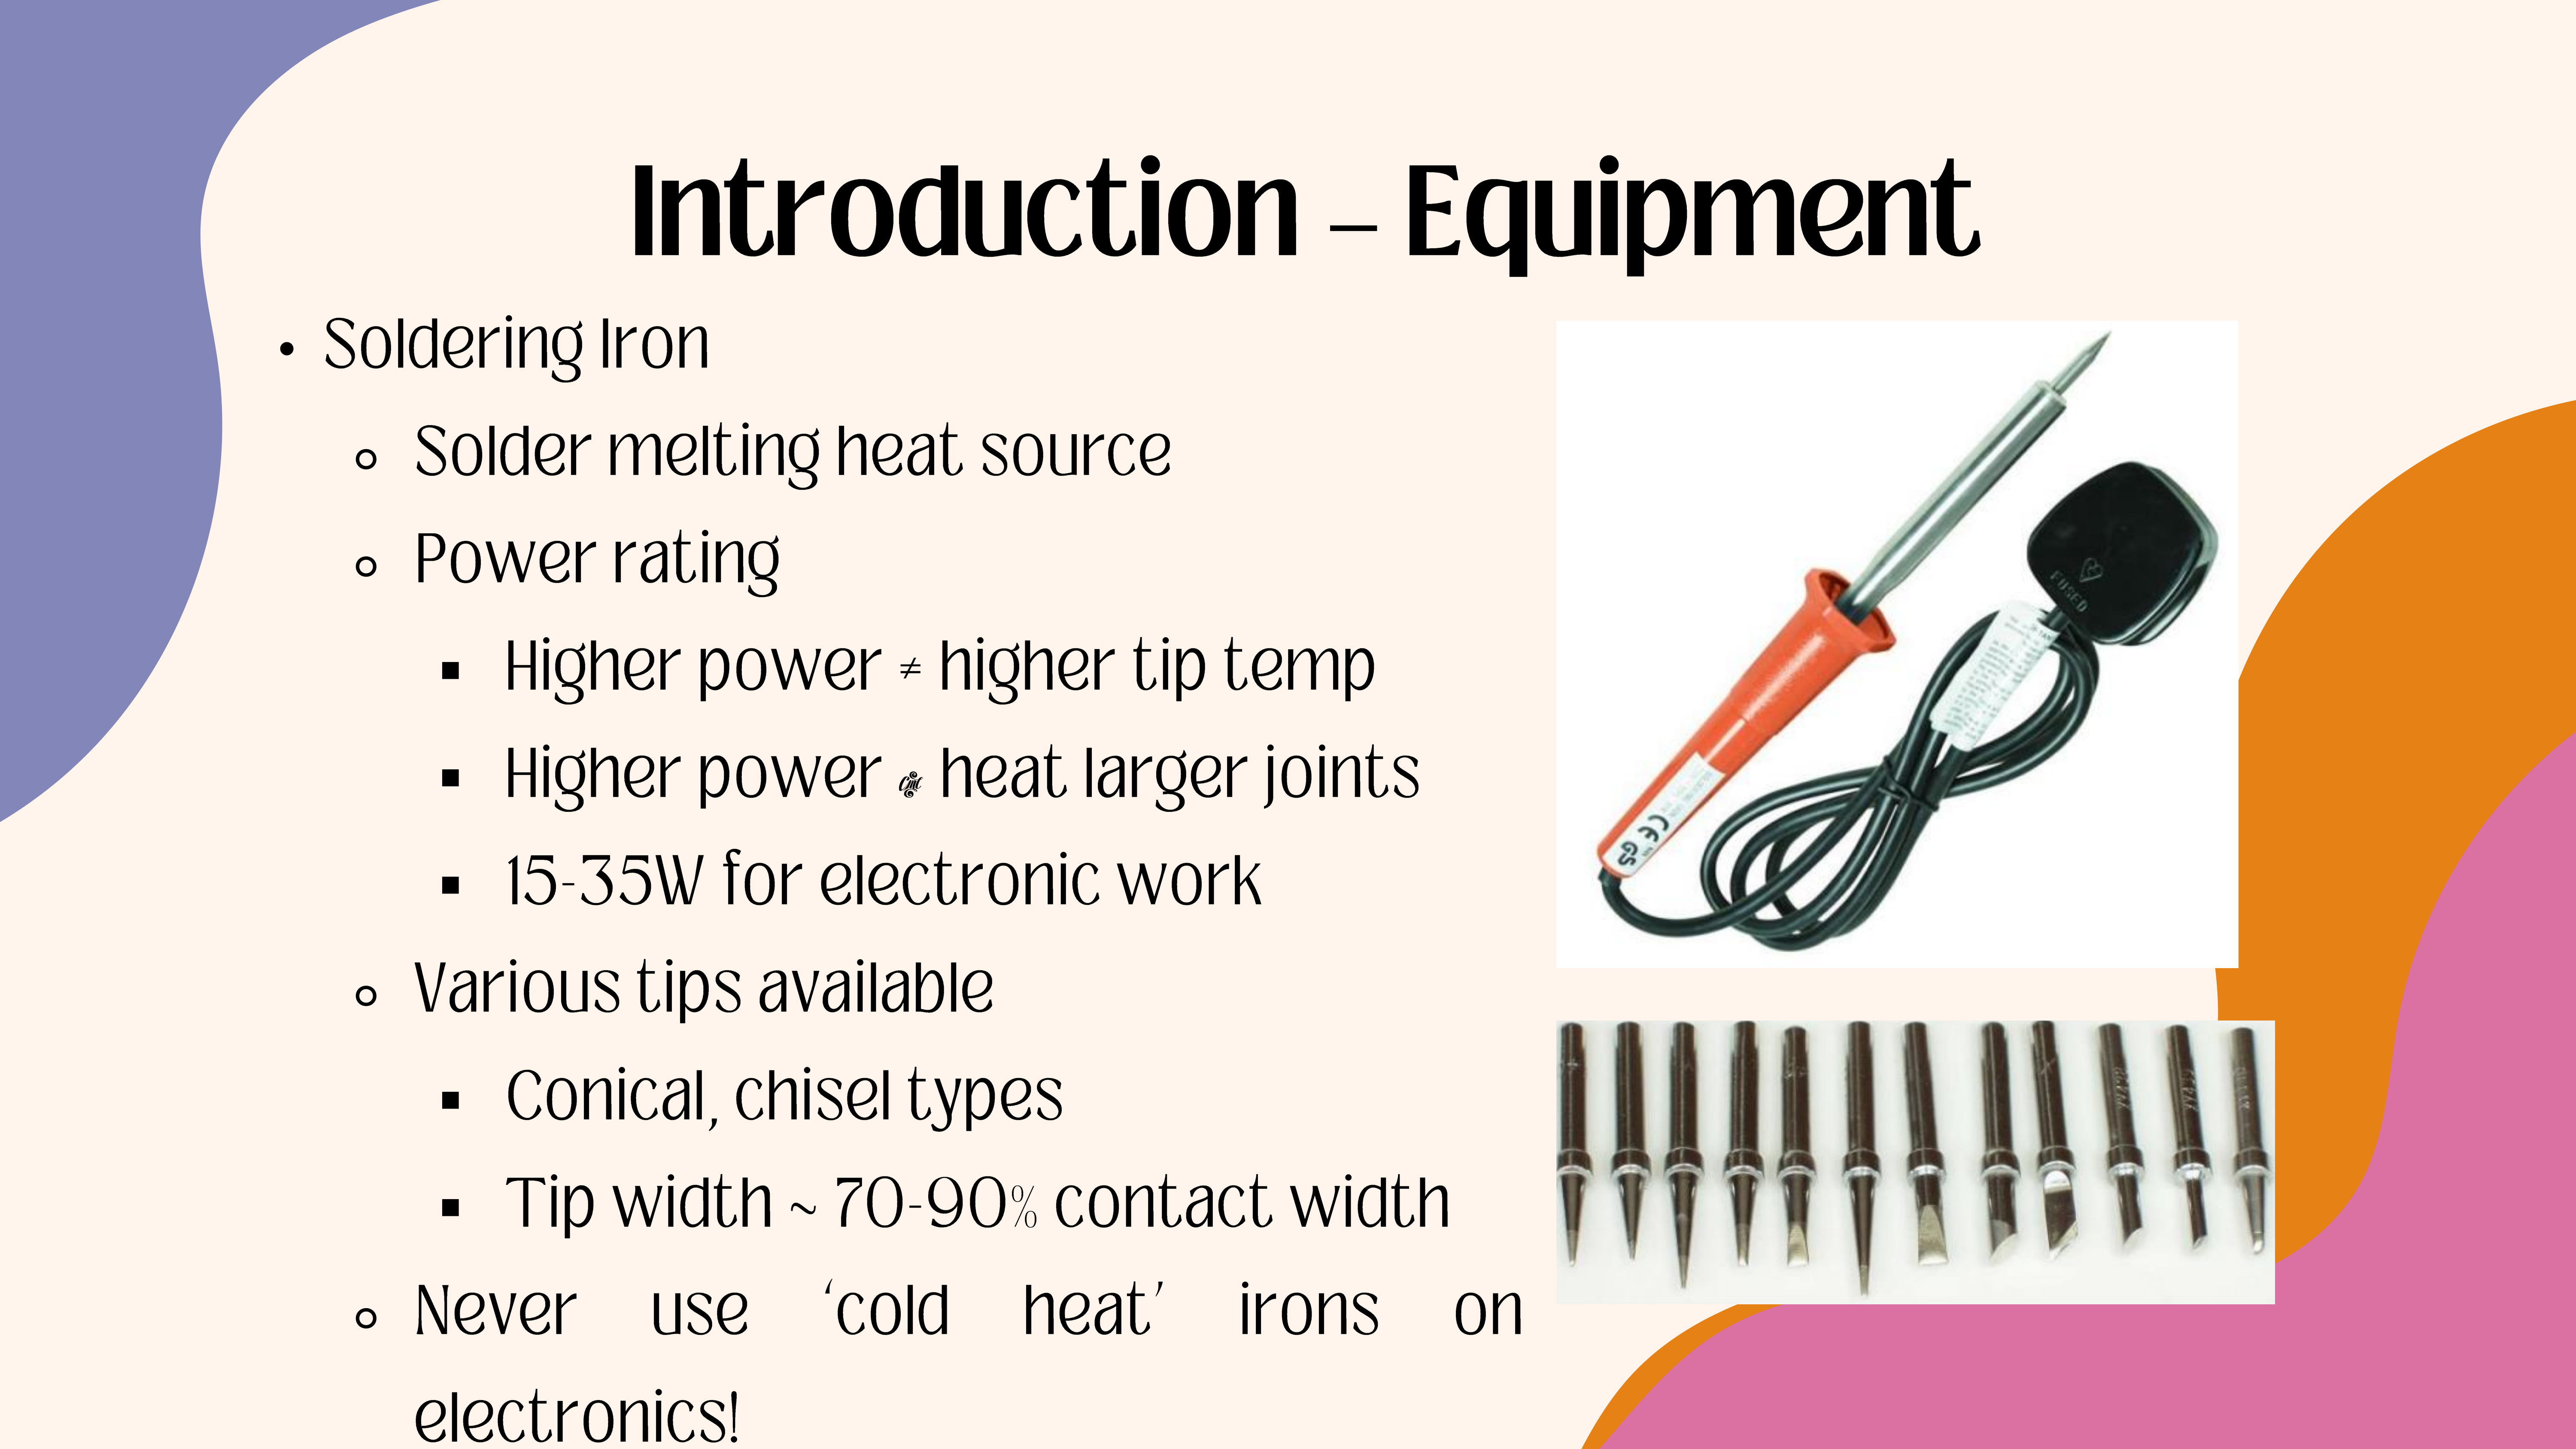 Introduction – Equipment
• Soldering Iron
Solder melting heat source
Power rating
Higher power ≠ higher tip temp
Higher power heat larger joints
15-35W for electronic work
Various tips available
Conical, chisel types
Tip width ~ 70-90% contact width
Never use ‘cold heat’ irons on
electronics!
FUSED
CE GS